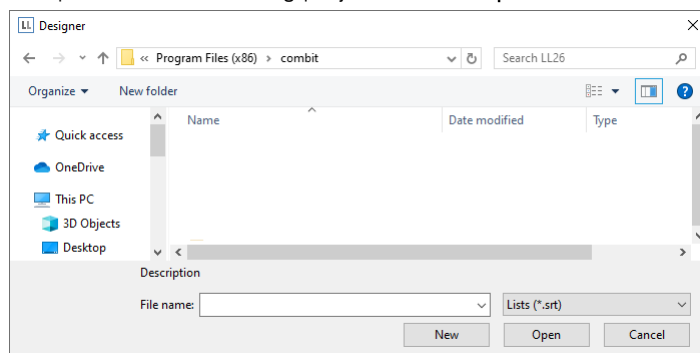 LL Designer
« Program Files (x86) › combit
Search LL26
Organize
New folder
Name
Date modified
Type
Quick access
OneDrive
This PC
3D Objects
Desktop
Description
File name:
Lists (*.srt)
New
Open
Cancel